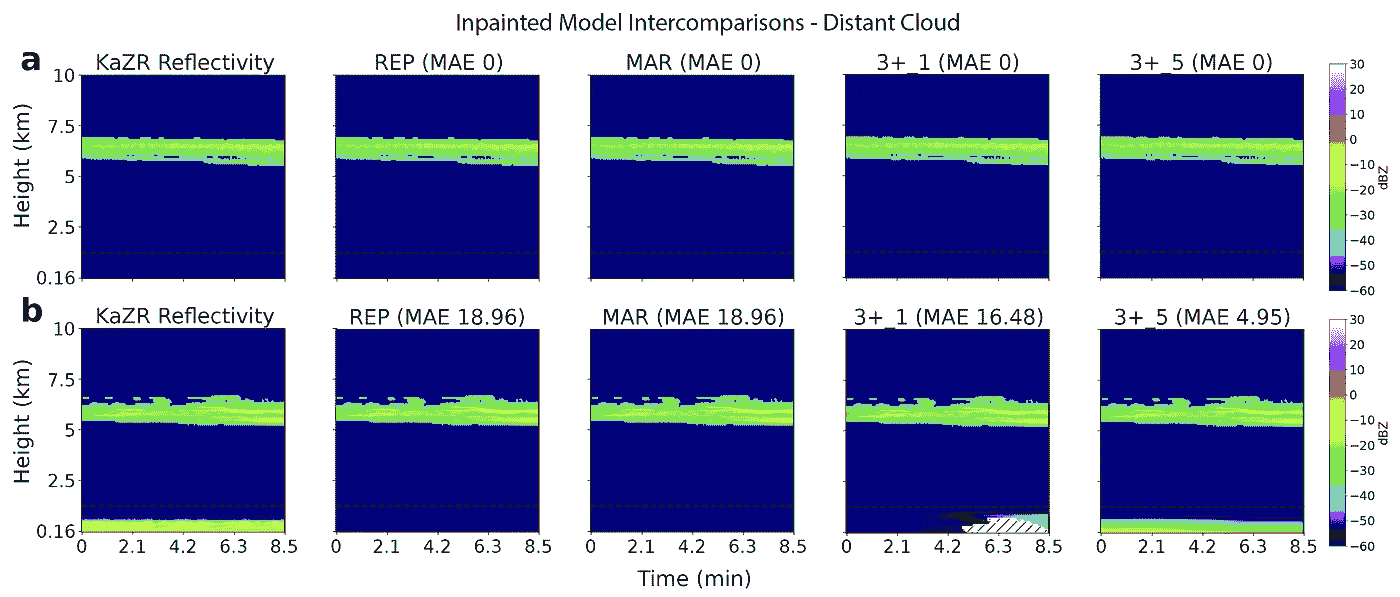 Inpainted Model Intercomparisons - Distant Cloud
a
KaZR Reflectivity
REP (MAE 0)
MAR (MAE 0)
3+_1 (MAE 0)
3+_5 (MAE 0)
Height (km)
10
7.5
5
2.5
0.16
30
20
10
0
−10
−20
−30
−40
−50
−60
dBZ
b
KaZR Reflectivity
REP (MAE 18.96)
MAR (MAE 18.96)
3+_1 (MAE 16.48)
3+_5 (MAE 4.95)
Height (km)
10
7.5
5
2.5
0.16
30
20
10
0
−10
−20
−30
−40
−50
−60
dBZ
0 2.1 4.2 6.3 8.5
0 2.1 4.2 6.3 8.5
0 2.1 4.2 6.3 8.5
0 2.1 4.2 6.3 8.5
0 2.1 4.2 6.3 8.5
Time (min)